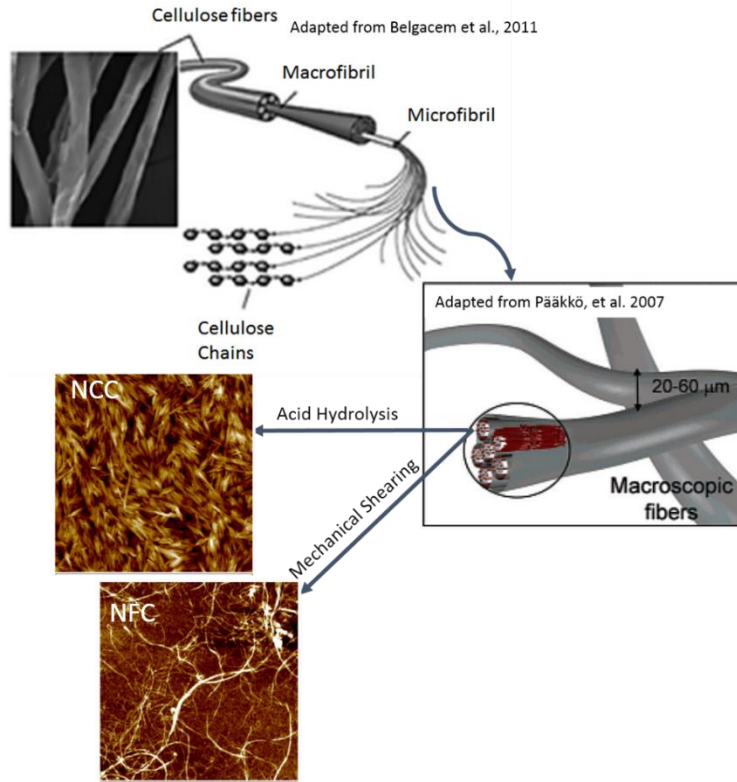 Cellulose fibers
Adapted from Belgacem et al., 2011
Macrofibril
Microfibril
Cellulose
Chains
Adapted from Pääkkö, et al. 2007
20-60 μm
Macroscopic
fibers
NCC
Acid Hydrolysis
Mechanical Shearing
NFC